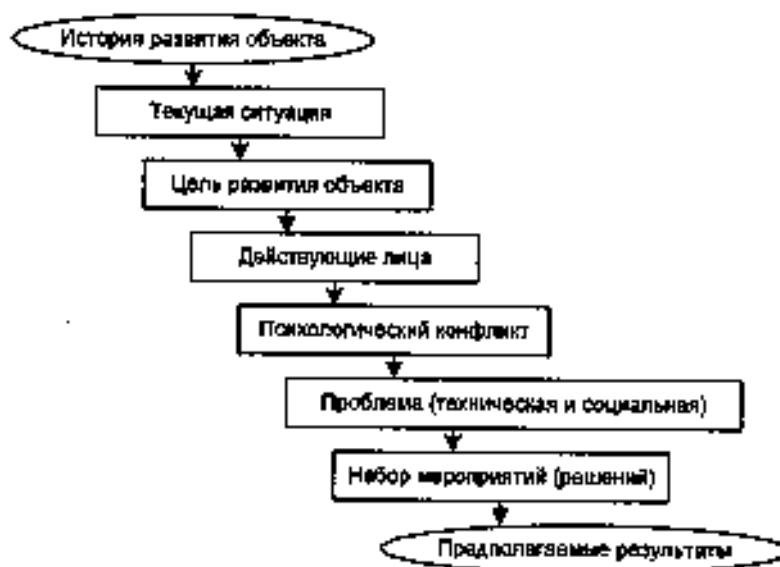 История развития объекта
Текущая ситуация
Цель развития объекта
Действующие лица
Психологический конфликт
Проблема (техническая и социальная)
Набор мероприятий (решений)
Предполагаемые результаты